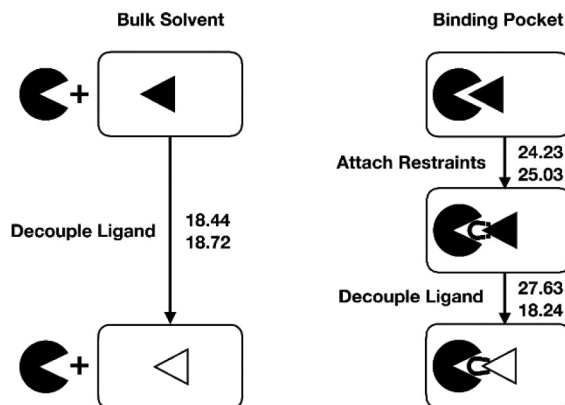 Bulk Solvent
Binding Pocket
+
Attach Restraints
24.23
25.03
Decouple Ligand
18.44
18.72
Decouple Ligand
27.63
18.24
+